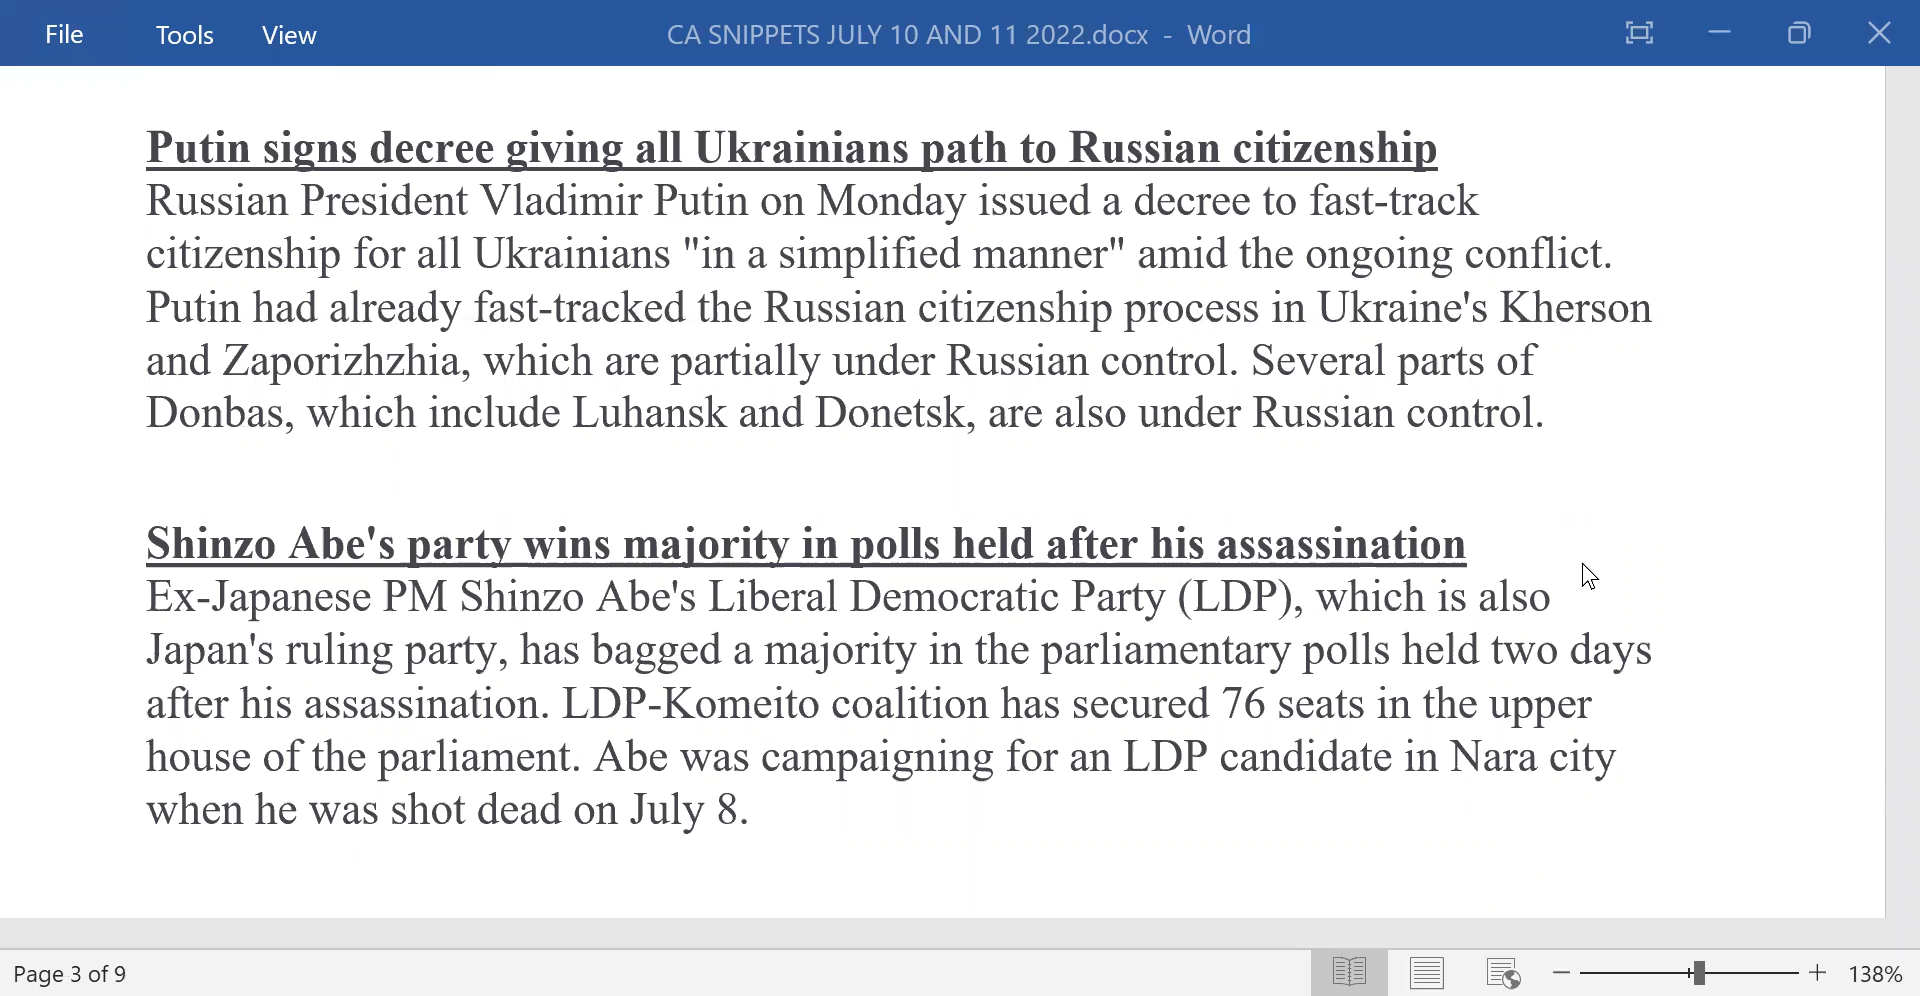 File Tools View CA SNIPPETS JULY 10 AND 11 2022.docx - Word
Putin signs decree giving all Ukrainians path to Russian citizenship
Russian President Vladimir Putin on Monday issued a decree to fast-track
citizenship for all Ukrainians "in a simplified manner" amid the ongoing conflict.
Putin had already fast-tracked the Russian citizenship process in Ukraine's Kherson
and Zaporizhzhia, which are partially under Russian control. Several parts of
Donbas, which include Luhansk and Donetsk, are also under Russian control.
Shinzo Abe's party wins majority in polls held after his assassination
Ex-Japanese PM Shinzo Abe's Liberal Democratic Party (LDP), which is also
Japan's ruling party, has bagged a majority in the parliamentary polls held two days
after his assassination. LDP-Komeito coalition has secured 76 seats in the upper
house of the parliament. Abe was campaigning for an LDP candidate in Nara city
when he was shot dead on July 8.
Page 3 of 9 138%